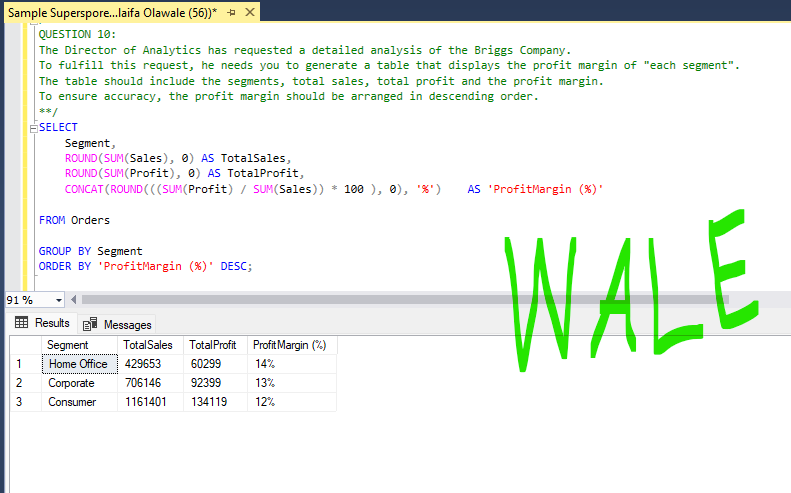 Sample Superspore...laifa Olawale (56))*
QUESTION 10:
The Director of Analytics has requested a detailed analysis of the Briggs Company.
To fulfill this request, he needs you to generate a table that displays the profit margin of "each segment".
The table should include the segments, total sales, total profit and the profit margin.
To ensure accuracy, the profit margin should be arranged in descending order.
**/
SELECT
Segment,
ROUND(SUM(Sales), 0) AS TotalSales,
ROUND(SUM(Profit), 0) AS TotalProfit,
CONCAT(ROUND(((SUM(Profit) / SUM(Sales)) * 100 ), 0), '%') AS 'ProfitMargin (%)'
FROM Orders
GROUP BY Segment
ORDER BY 'ProfitMargin (%)' DESC;
WALE
91 %
Results Messages
Segment TotalSales TotalProfit ProfitMargin (%)
1 Home Office 429653 60299 14%
2 Corporate 706146 92399 13%
3 Consumer 1161401 134119 12%